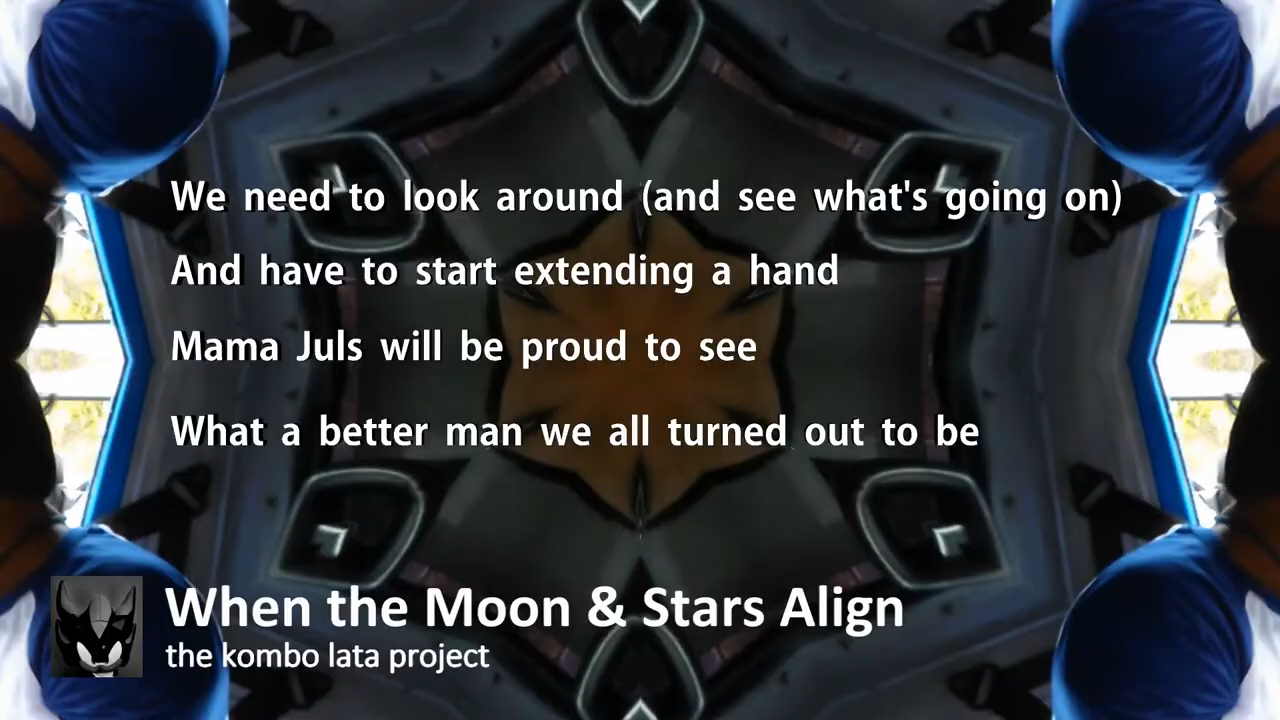 We need to look around (and see what's going on)
And have to start extending a hand
Mama Juls will be proud to see
What a better man we all turned out to be
When the Moon & Stars Align
the kombo lata project